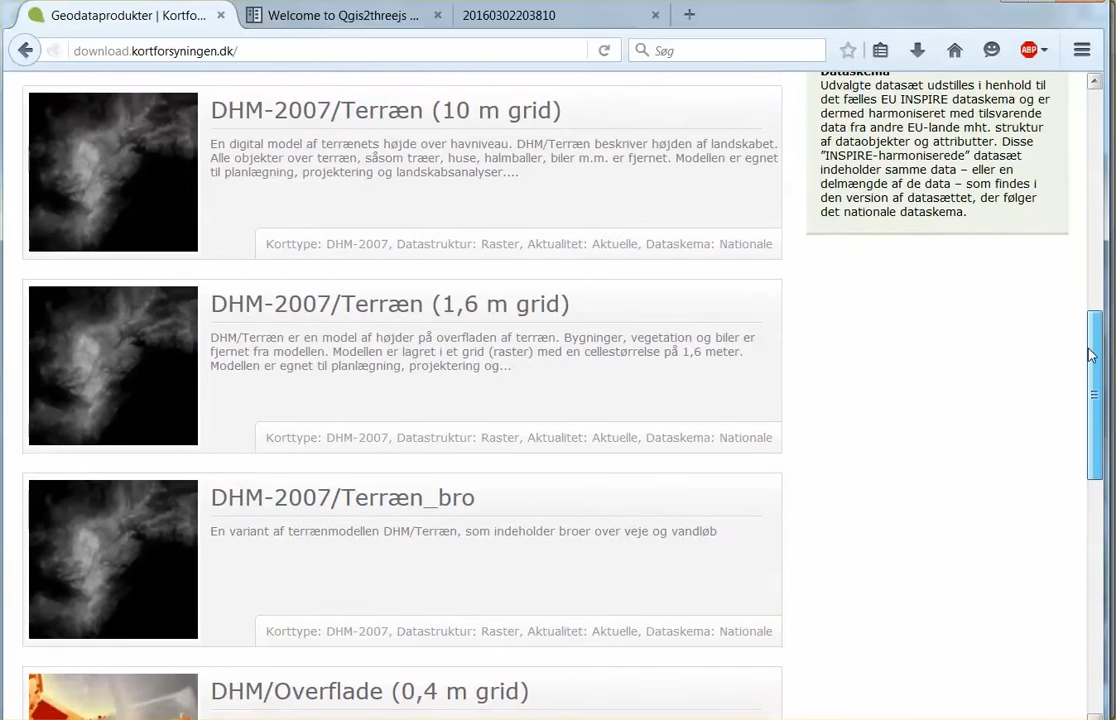 Geodataprodukter | Kortfo...
Welcome to Qgis2threejs ...
20160302203810
download.kortforsyningen.dk/
Søg
ABP
DHM-2007/Terræn (10 m grid)
En digital model af terrænets højde over havniveau. DHM/Terræn beskriver højden af landskabet.
Alle objekter over terræn, såsom træer, huse, halmballer, biler m.m. er fjernet. Modellen er egnet
til planlægning, projektering og landskabsanalyser....
Korttype: DHM-2007, Datastruktur: Raster, Aktualitet: Aktuelle, Dataskema: Nationale
DHM-2007/Terræn (1,6 m grid)
DHM/Terræn er en model af højder på overfladen af terræn. Bygninger, vegetation og biler er
fjernet fra modellen. Modellen er lagret i et grid (raster) med en cellestørrelse på 1,6 meter.
Modellen er egnet til planlægning, projektering og...
Korttype: DHM-2007, Datastruktur: Raster, Aktualitet: Aktuelle, Dataskema: Nationale
DHM-2007/Terræn_bro
En variant af terrænmodellen DHM/Terræn, som indeholder broer over veje og vandløb
Korttype: DHM-2007, Datastruktur: Raster, Aktualitet: Aktuelle, Dataskema: Nationale
DHM/Overflade (0,4 m grid)
Dataskema
Udvalgte datasæt udstilles i henhold til
det fælles EU INSPIRE dataskema og er
dermed harmoniseret med tilsvarende
data fra andre EU-lande mht. struktur
af dataobjekter og attributter. Disse
”INSPIRE-harmoniserede” datasæt
indeholder samme data – eller en
delmængde af de data – som findes i
den version af datasættet, der følger
det nationale dataskema.